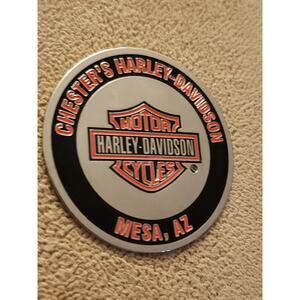 CHESTER'S HARLEY-DAVIDSON
MOTOR
HARLEY-DAVIDSON
CYCLES
®
MESA, AZ